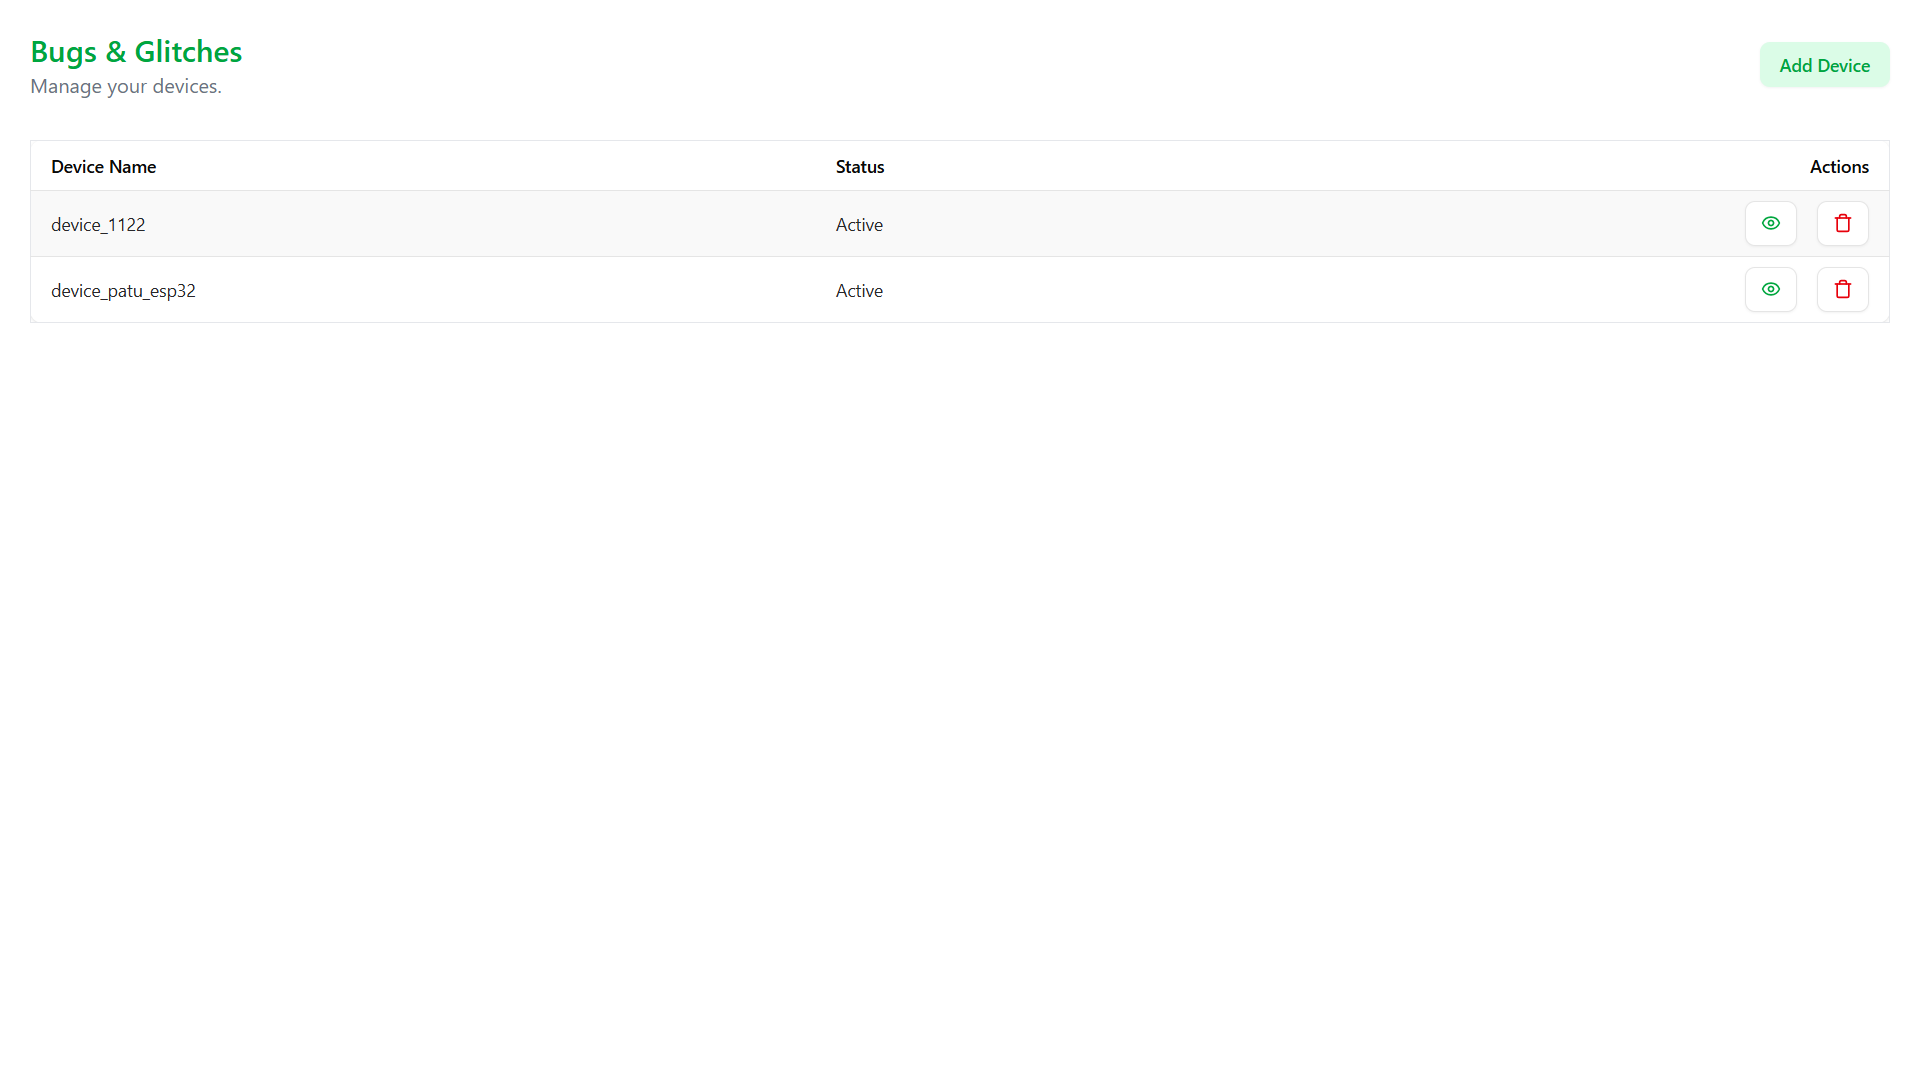 Bugs & Glitches
Manage your devices.
Add Device
Device Name Status Actions
device_1122 Active
device_patu_esp32 Active